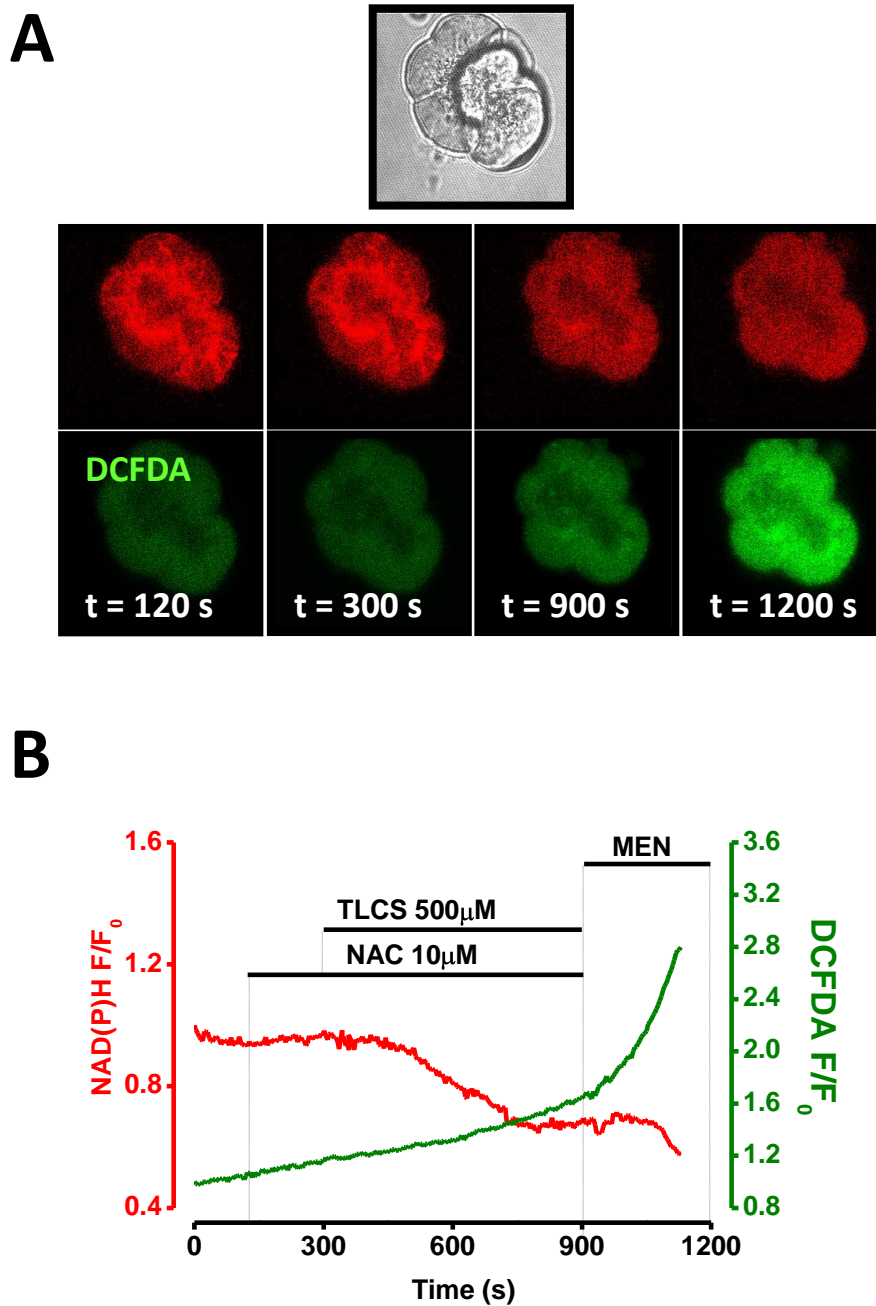 A
DCFDA
t = 120 s
t = 300 s
t = 900 s
t = 1200 s
B
1.6
1.2
0.8
0.4
NAD(P)H F/F₀
MEN
TLCS 500μM
NAC 10μM
3.6
3.2
2.8
2.4
2.0
1.6
1.2
0.8
DCFDA F/F₀
0
300
600
900
1200
Time (s)